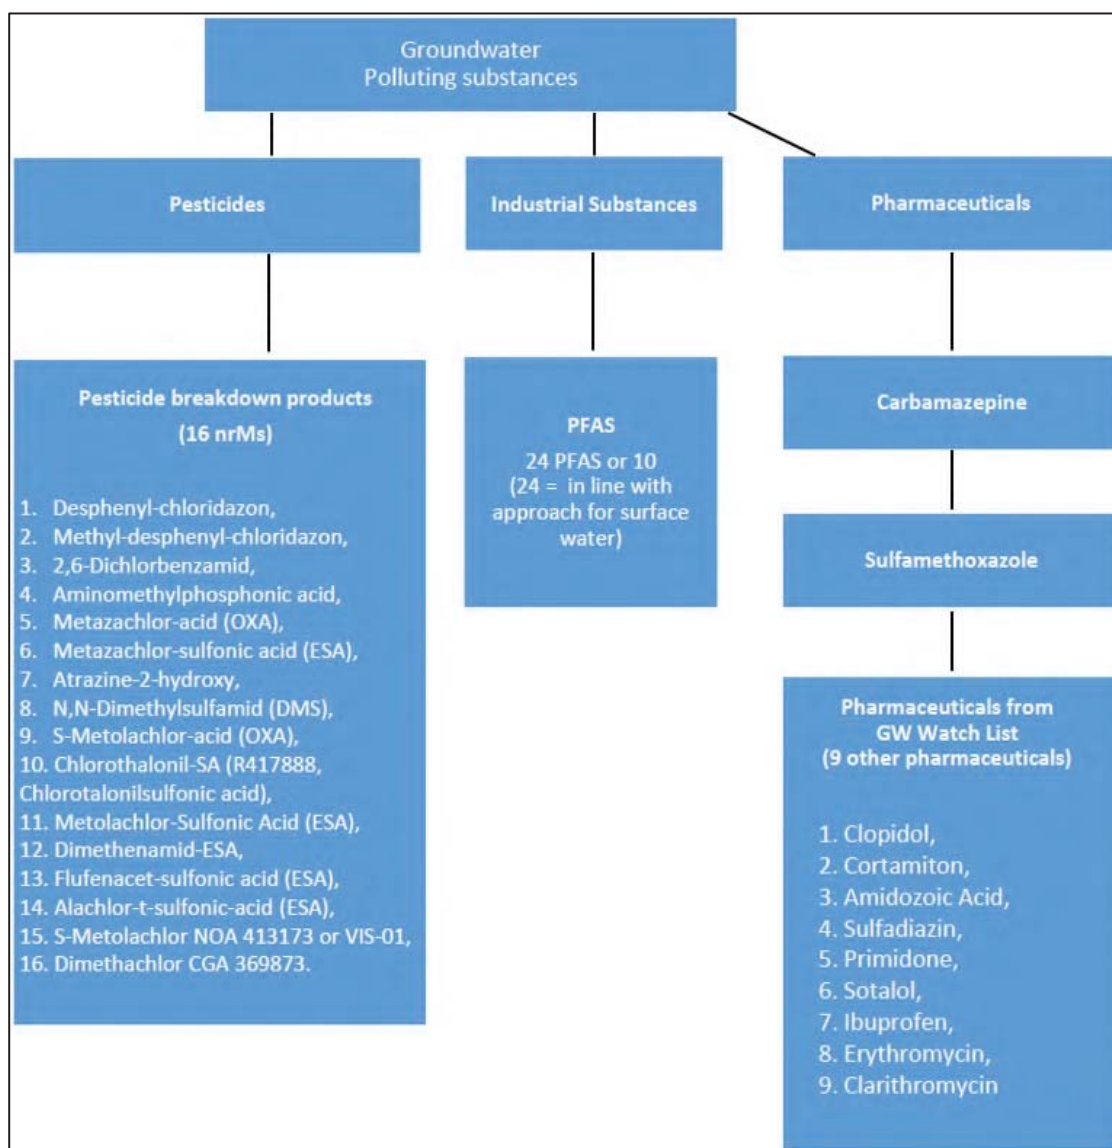 Groundwater
Polluting substances
Pesticides
Industrial Substances
Pharmaceuticals
Pesticide breakdown products
(16 nrMs)
1. Desphenyl-chloridazon,
2. Methyl-desphenyl-chloridazon,
3. 2,6-Dichlorbenzamid,
4. Aminomethylphosphonic acid,
5. Metazachlor-acid (OXA),
6. Metazachlor-sulfonic acid (ESA),
7. Atrazine-2-hydroxy,
8. N,N-Dimethylsulfamid (DMS),
9. S-Metolachlor-acid (OXA),
10. Chlorothalonil-SA (R417888,
Chlorotalonilsulfonic acid),
11. Metolachlor-Sulfonic Acid (ESA),
12. Dimethenamid-ESA,
13. Flufenacet-sulfonic acid (ESA),
14. Alachlor-t-sulfonic-acid (ESA),
15. S-Metolachlor NOA 413173 or VIS-01,
16. Dimethachlor CGA 369873.
PFAS
24 PFAS or 10
(24 = in line with
approach for surface
water)
Carbamazepine
Sulfamethoxazole
Pharmaceuticals from
GW Watch List
(9 other pharmaceuticals)
1. Clopidol,
2. Cortamiton,
3. Amidozoic Acid,
4. Sulfadiazin,
5. Primidone,
6. Sotalol,
7. Ibuprofen,
8. Erythromycin,
9. Clarithromycin